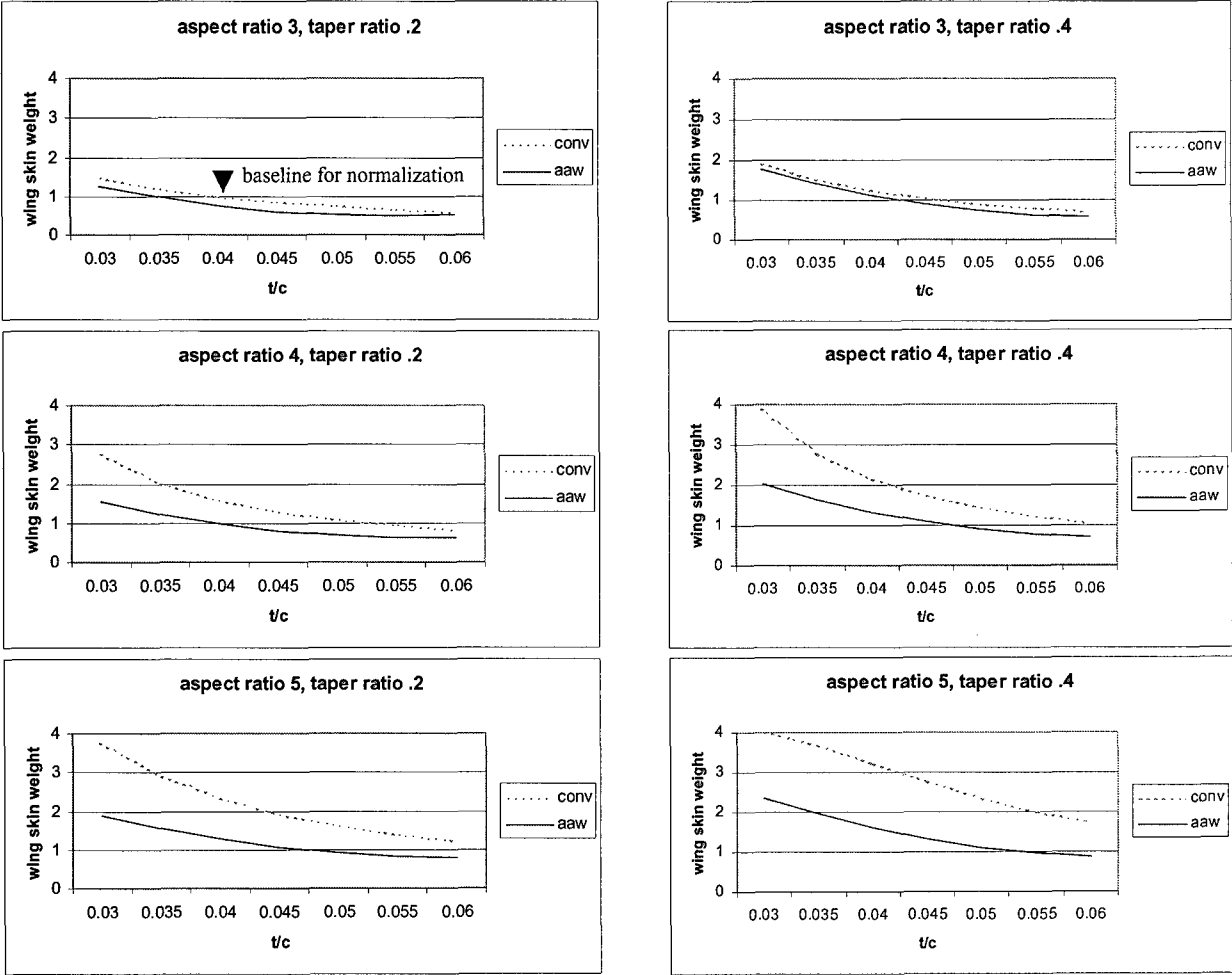 aspect ratio 3, taper ratio .2
wing skin weight
4
3
2
1
0
baseline for normalization
conv
aaw
0.03 0.035 0.04 0.045 0.05 0.055 0.06
t/c
aspect ratio 3, taper ratio .4
wing skin weight
4
3
2
1
0
conv
aaw
0.03 0.035 0.04 0.045 0.05 0.055 0.06
t/c
aspect ratio 4, taper ratio .2
wing skin weight
4
3
2
1
0
conv
aaw
0.03 0.035 0.04 0.045 0.05 0.055 0.06
t/c
aspect ratio 4, taper ratio .4
wing skin weight
4
3
2
1
0
conv
aaw
0.03 0.035 0.04 0.045 0.05 0.055 0.06
t/c
aspect ratio 5, taper ratio .2
wing skin weight
4
3
2
1
0
conv
aaw
0.03 0.035 0.04 0.045 0.05 0.055 0.06
t/c
aspect ratio 5, taper ratio .4
wing skin weight
4
3
2
1
0
conv
aaw
0.03 0.035 0.04 0.045 0.05 0.055 0.06
t/c